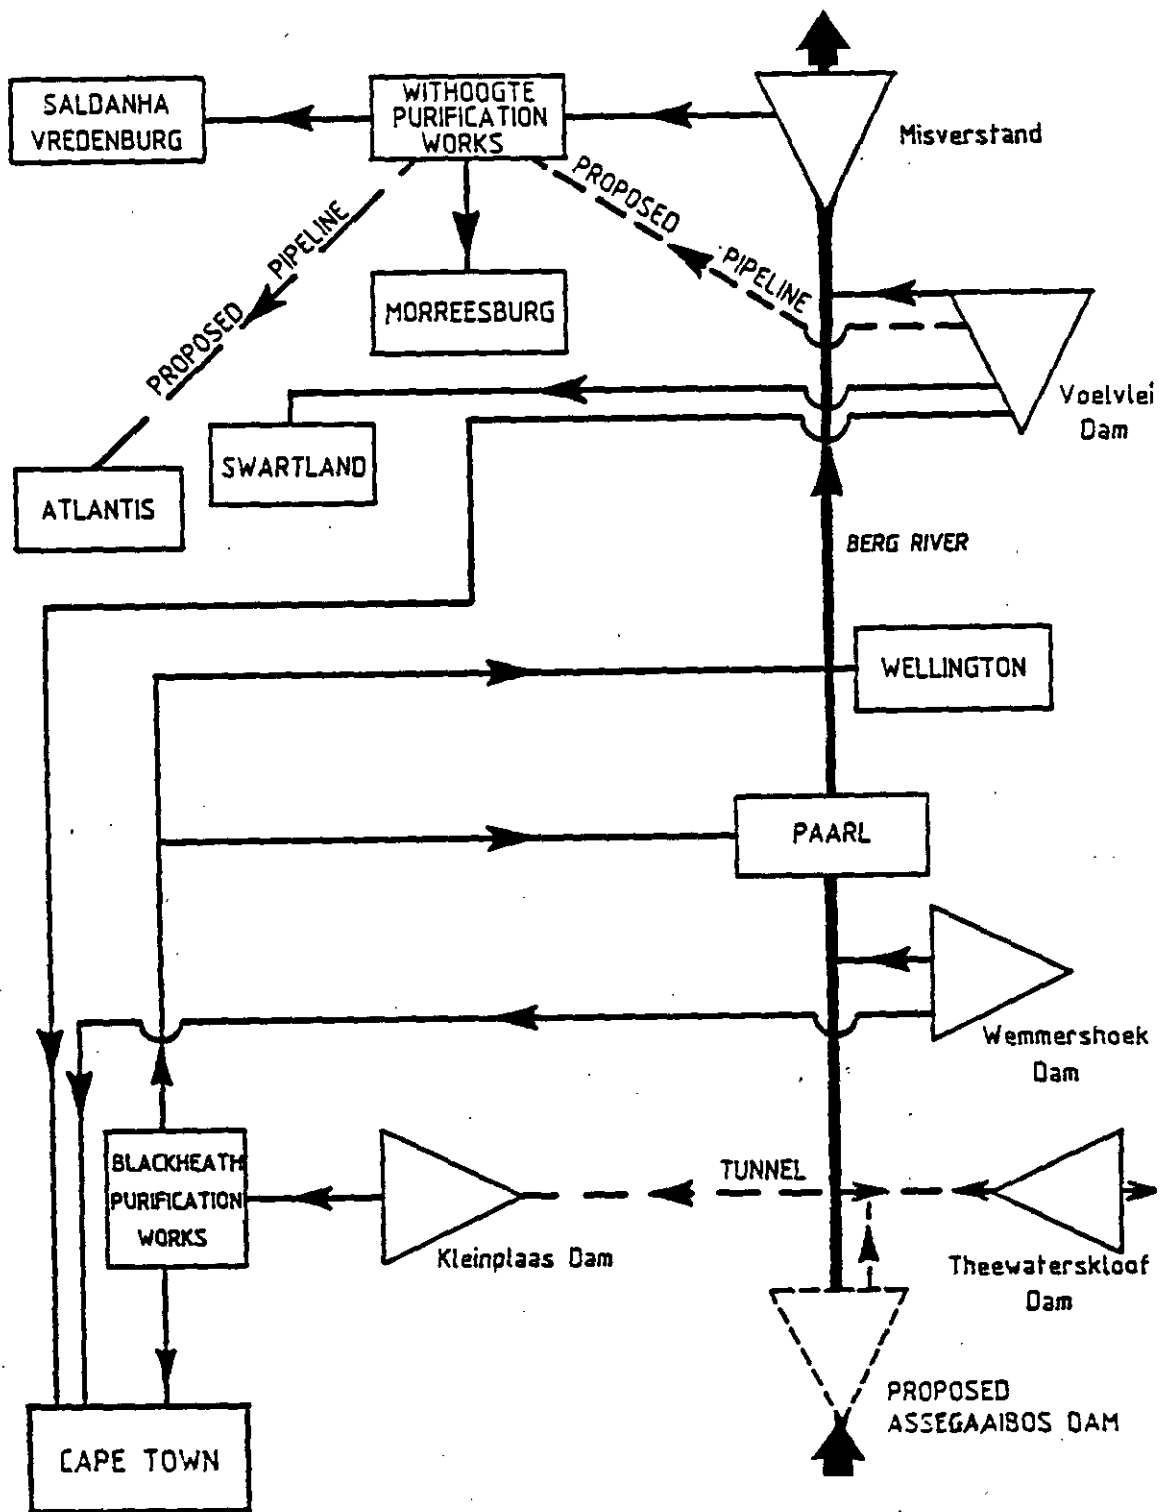 SALDANHA
VREDENBURG
WITHOOGTE
PURIFICATION
WORKS
Misverstand
PROPOSED
PIPELINE
PROPOSED
PIPELINE
MORREESBURG
Voelvlei
Dam
SWARTLAND
ATLANTIS
BERG RIVER
WELLINGTON
PAARL
Wemmershoek
Dam
BLACKHEATH
PURIFICATION
WORKS
TUNNEL
Kleinplaas Dam
Theewaterskloof
Dam
PROPOSED
ASSEGAAIBOS DAM
CAPE TOWN